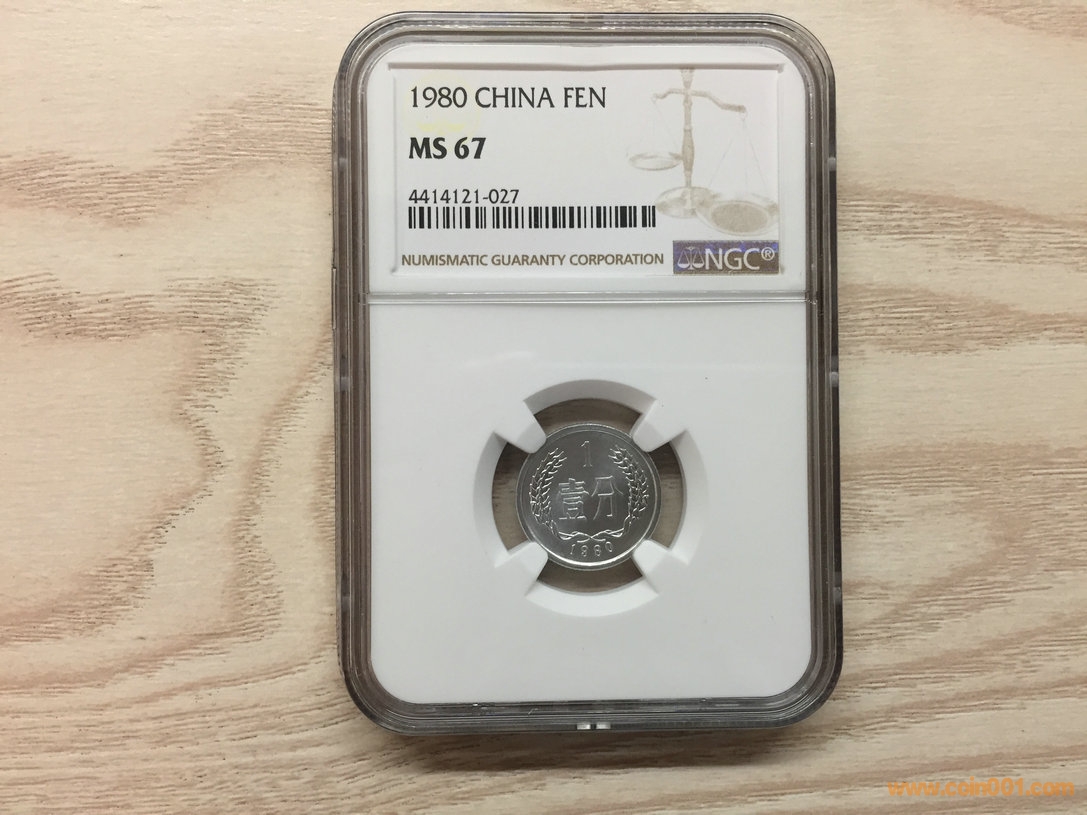 1980 CHINA FEN
MS 67
4414121-027
NUMISMATIC GUARANTY CORPORATION
NGC®
1
壹分
1980
www.coin001.com